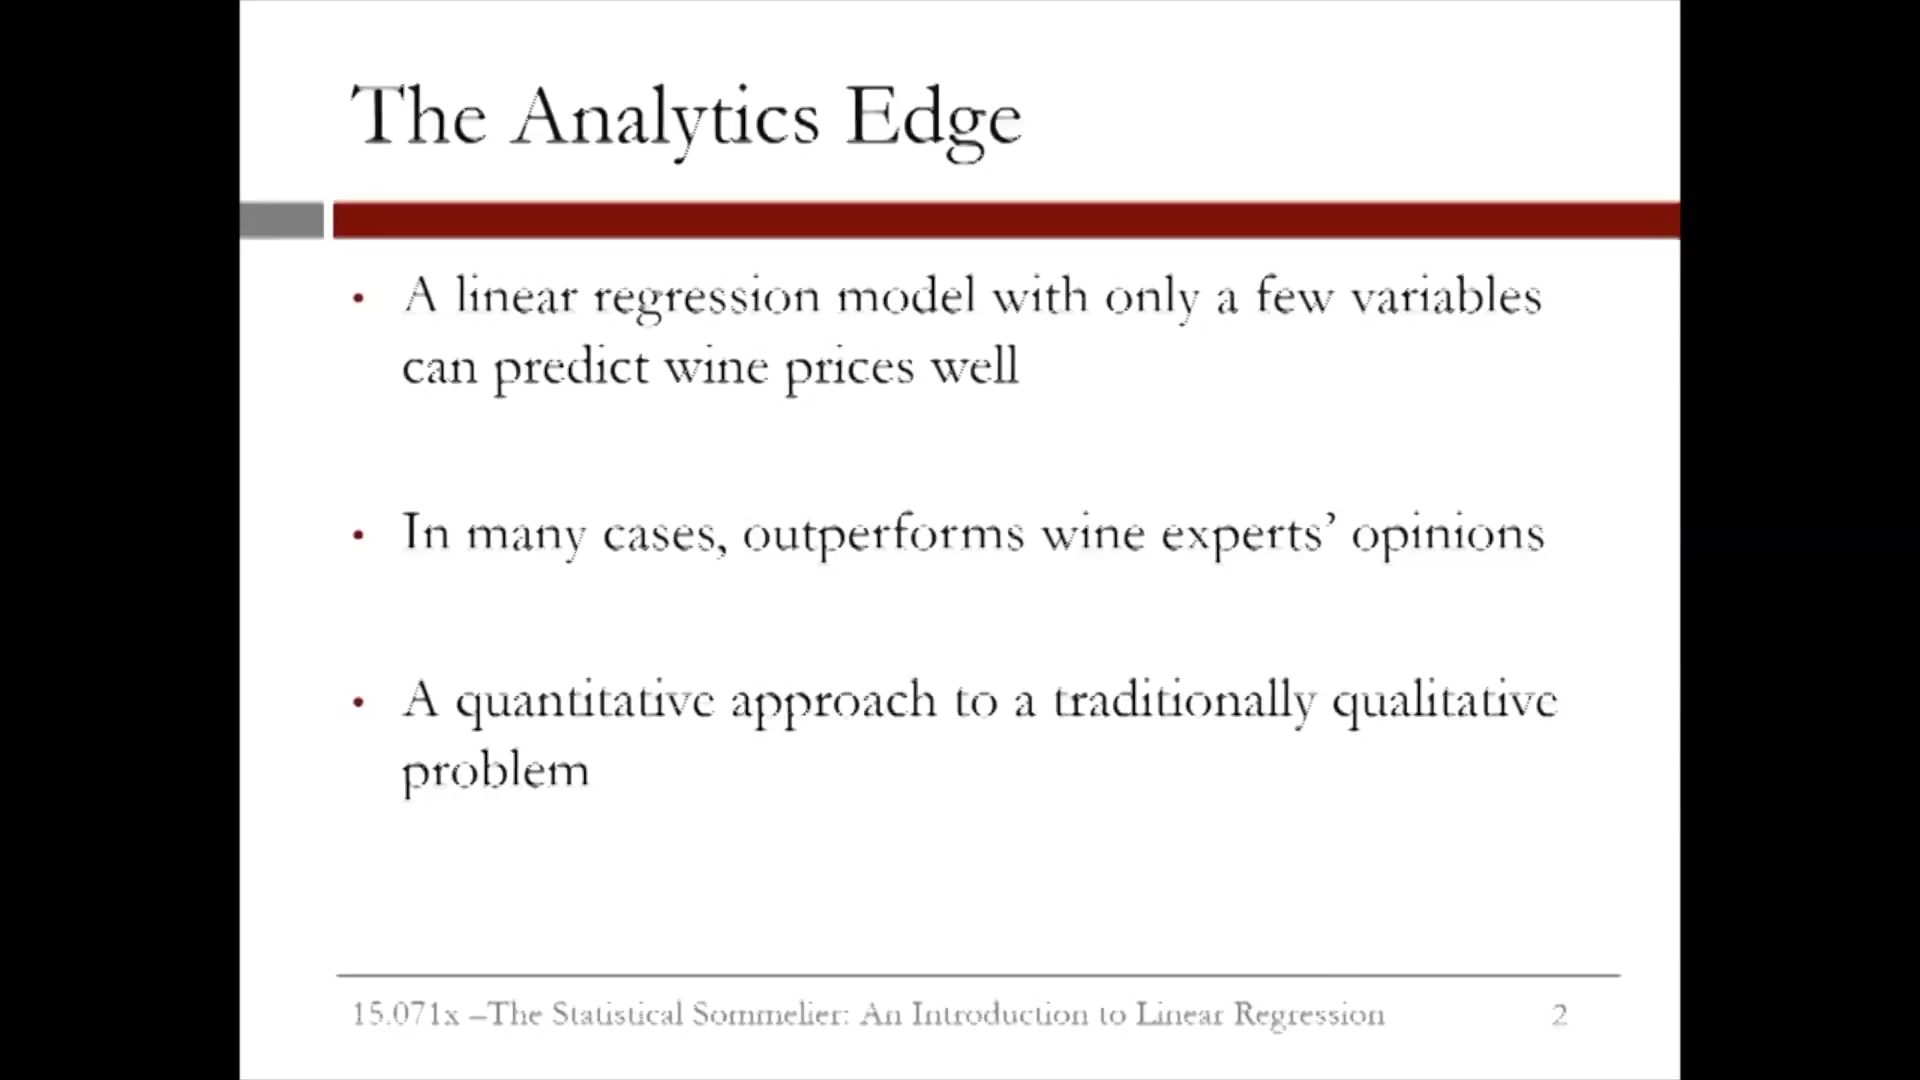 The Analytics Edge
• A linear regression model with only a few variables
can predict wine prices well
• In many cases, outperforms wine experts’ opinions
• A quantitative approach to a traditionally qualitative
problem
15.071x –The Statistical Sommelier: An Introduction to Linear Regression 2